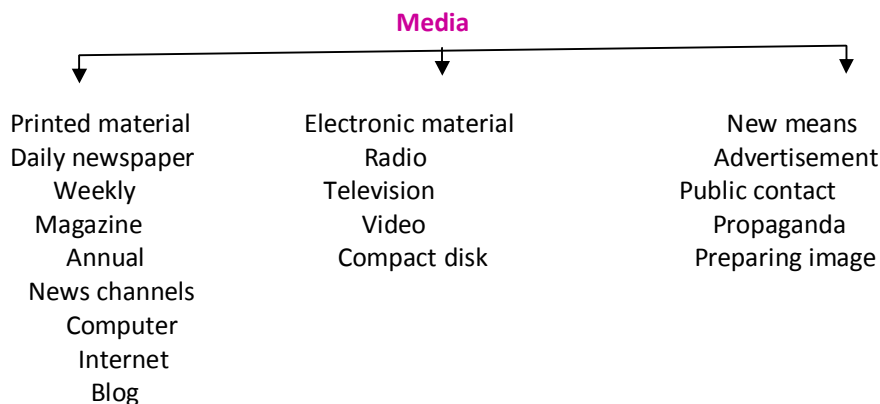 Media
Printed material Electronic material New means
Daily newspaper Radio Advertisement
Weekly Television Public contact
Magazine Video Propaganda
Annual Compact disk Preparing image
News channels
Computer
Internet
Blog